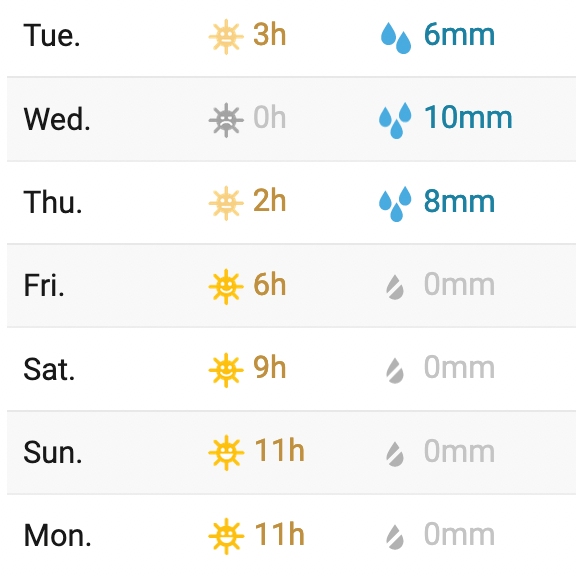 Tue. 3h 6mm
Wed. 0h 10mm
Thu. 2h 8mm
Fri. 6h 0mm
Sat. 9h 0mm
Sun. 11h 0mm
Mon. 11h 0mm